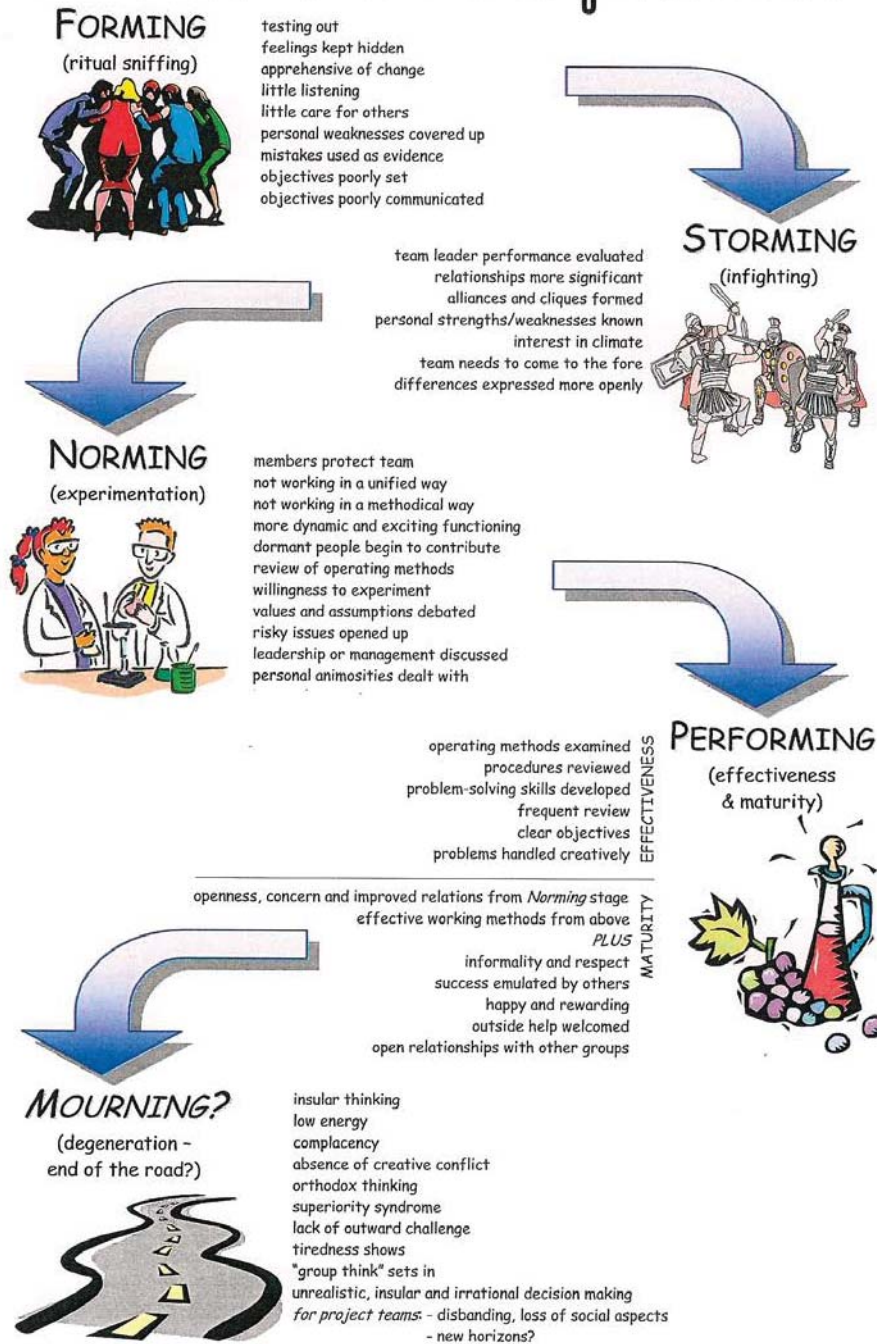 FORMING
(ritual sniffing)
testing out
feelings kept hidden
apprehensive of change
little listening
little care for others
personal weaknesses covered up
mistakes used as evidence
objectives poorly set
objectives poorly communicated
STORMING
(infighting)
team leader performance evaluated
relationships more significant
alliances and cliques formed
personal strengths/weaknesses known
interest in climate
team needs to come to the fore
differences expressed more openly
NORMING
(experimentation)
members protect team
not working in a unified way
not working in a methodical way
more dynamic and exciting functioning
dormant people begin to contribute
review of operating methods
willingness to experiment
values and assumptions debated
risky issues opened up
leadership or management discussed
personal animosities dealt with
PERFORMING
(effectiveness
& maturity)
operating methods examined
procedures reviewed
problem-solving skills developed
frequent review
clear objectives
problems handled creatively
EFFECTIVENESS
openness, concern and improved relations from Norming stage
effective working methods from above
PLUS
informality and respect
success emulated by others
happy and rewarding
outside help welcomed
open relationships with other groups
MATURITY
MOURNING?
(degeneration -
end of the road?)
insular thinking
low energy
complacency
absence of creative conflict
orthodox thinking
superiority syndrome
lack of outward challenge
tiredness shows
"group think" sets in
unrealistic, insular and irrational decision making
for project teams: - disbanding, loss of social aspects
- new horizons?